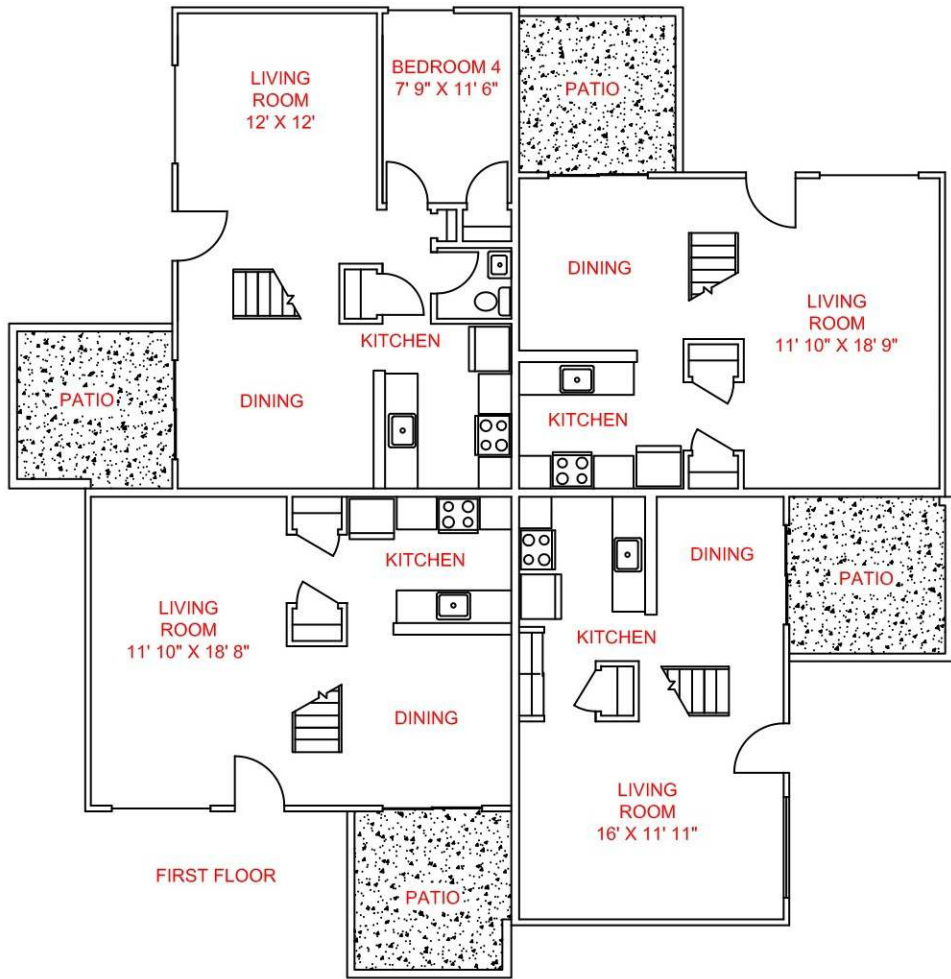 LIVING
ROOM
12' X 12'
BEDROOM 4
7' 9" X 11' 6"
PATIO
DINING
LIVING
ROOM
11' 10" X 18' 9"
KITCHEN
PATIO
DINING
KITCHEN
KITCHEN
DINING
PATIO
LIVING
ROOM
11' 10" X 18' 8"
KITCHEN
DINING
LIVING
ROOM
16' X 11' 11"
FIRST FLOOR
PATIO